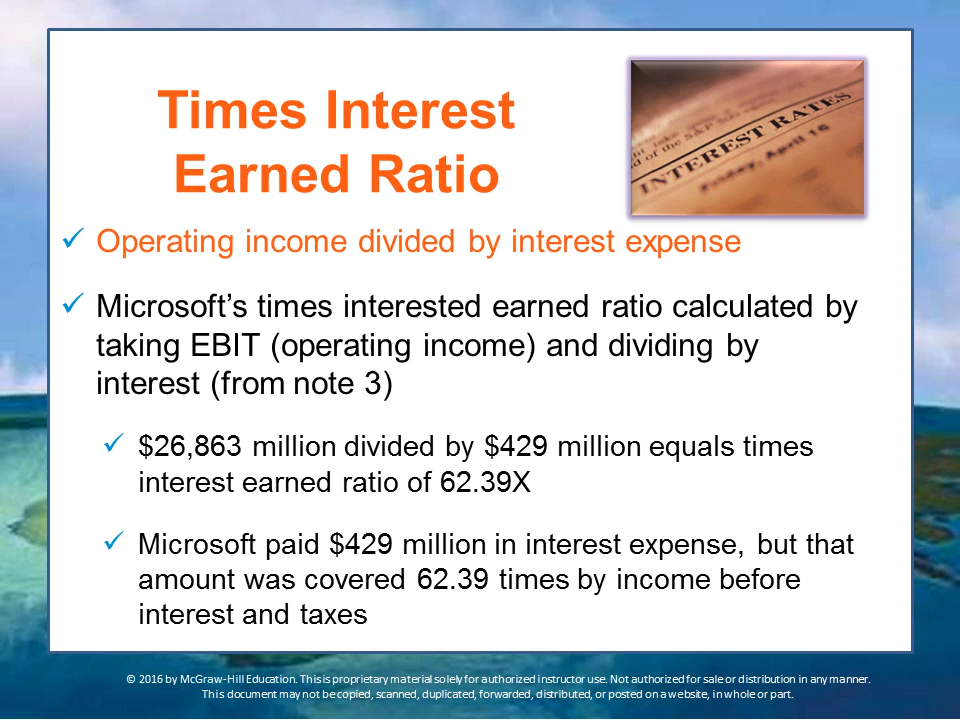 Times Interest
Earned Ratio
INTEREST RATES
Friday, April 16
✓ Operating income divided by interest expense
✓ Microsoft’s times interested earned ratio calculated by
taking EBIT (operating income) and dividing by
interest (from note 3)
✓ $26,863 million divided by $429 million equals times
interest earned ratio of 62.39X
✓ Microsoft paid $429 million in interest expense, but that
amount was covered 62.39 times by income before
interest and taxes
© 2016 by McGraw-Hill Education. This is proprietary material solely for authorized instructor use. Not authorized for sale or distribution in any manner.
This document may not be copied, scanned, duplicated, forwarded, distributed, or posted on a website, in whole or part.